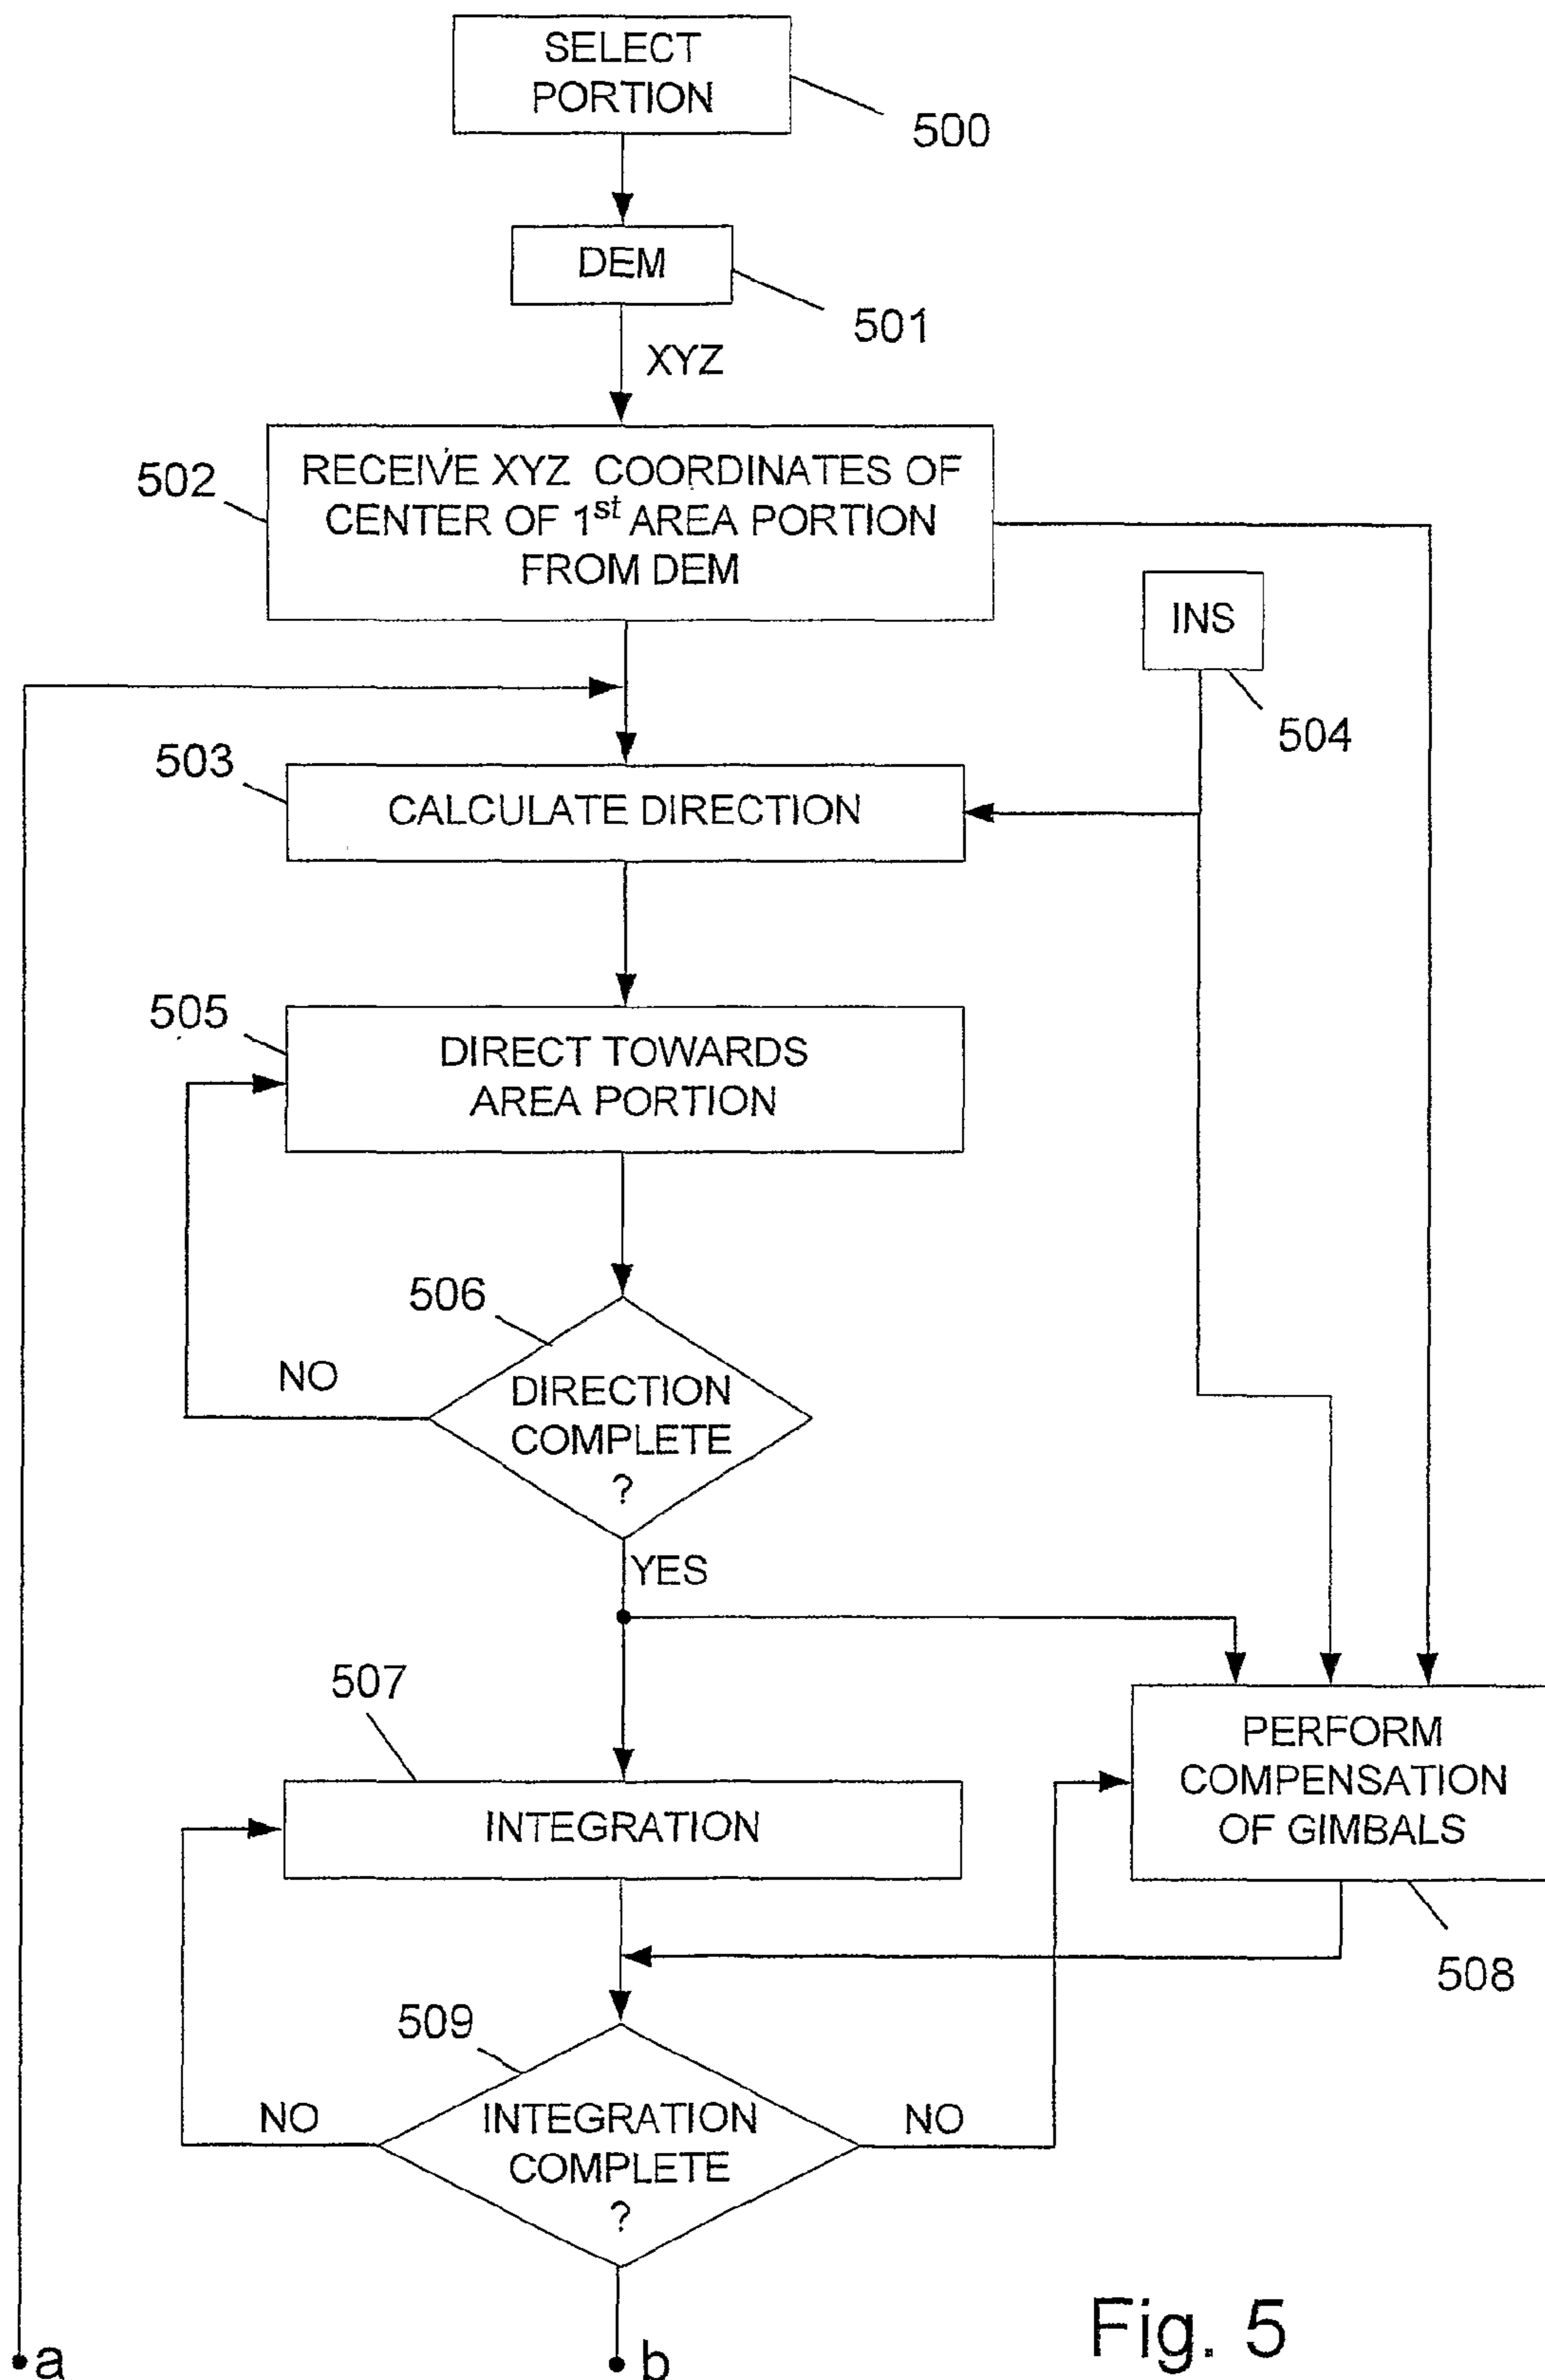 SELECT
PORTION
500
DEM
501
XYZ
502
RECEIVE XYZ COORDINATES OF
CENTER OF 1st AREA PORTION
FROM DEM
INS
504
503
CALCULATE DIRECTION
505
DIRECT TOWARDS
AREA PORTION
506
NO
DIRECTION
COMPLETE
?
YES
507
INTEGRATION
PERFORM
COMPENSATION
OF GIMBALS
508
509
NO
INTEGRATION
COMPLETE
?
NO
a
b
Fig. 5